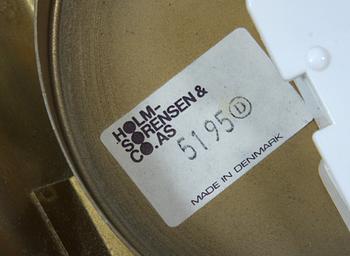 HOLM-
SØRENSEN &
CO. AS
5195 D
MADE IN DENMARK